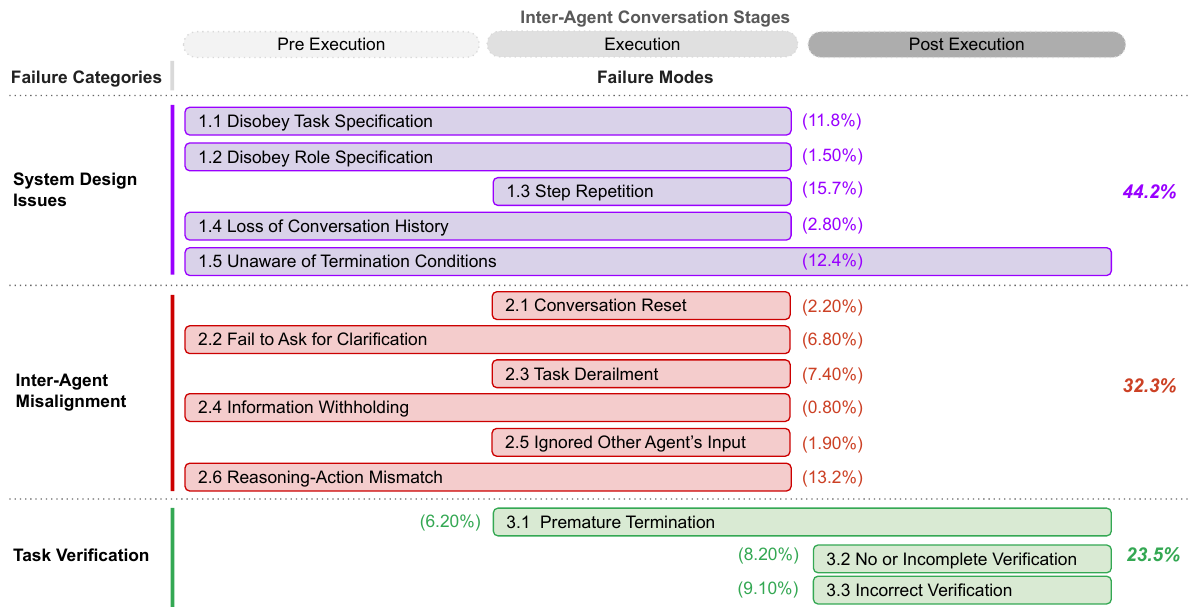 Inter-Agent Conversation Stages
Pre Execution
Execution
Post Execution
Failure Categories
Failure Modes
System Design
Issues
1.1 Disobey Task Specification
(11.8%)
1.2 Disobey Role Specification
(1.50%)
1.3 Step Repetition
(15.7%)
1.4 Loss of Conversation History
(2.80%)
1.5 Unaware of Termination Conditions
(12.4%)
44.2%
Inter-Agent
Misalignment
2.1 Conversation Reset
(2.20%)
2.2 Fail to Ask for Clarification
(6.80%)
2.3 Task Derailment
(7.40%)
2.4 Information Withholding
(0.80%)
2.5 Ignored Other Agent’s Input
(1.90%)
2.6 Reasoning-Action Mismatch
(13.2%)
32.3%
Task Verification
(6.20%)
3.1 Premature Termination
(8.20%)
3.2 No or Incomplete Verification
(9.10%)
3.3 Incorrect Verification
23.5%